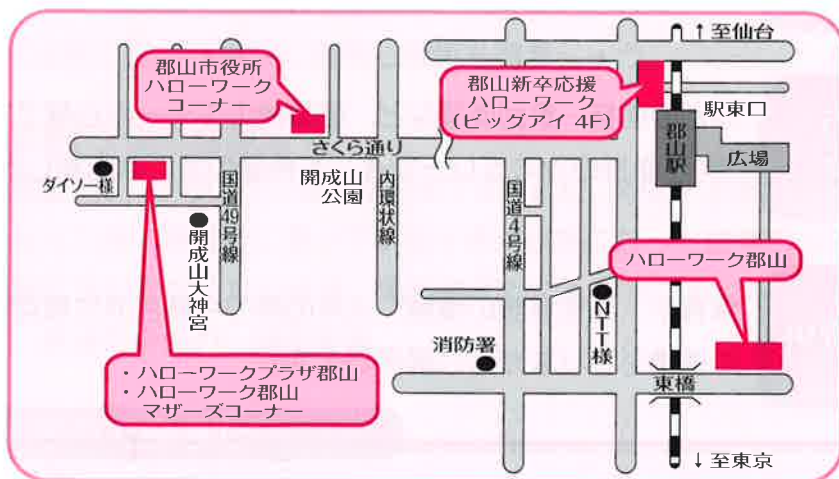 ↑至仙台
郡山市役所
ハローワーク
コーナー
郡山新卒応援
ハローワーク
(ビッグアイ 4F)
駅東口
郡山駅
広場
さくら通り
ダイソー様
国道49号線
開成山
公園
内環状線
国道4号線
開成山大神宮
ハローワーク郡山
NTT様
消防署
・ハローワークプラザ郡山
・ハローワーク郡山
マザーズコーナー
東橋
↓至東京